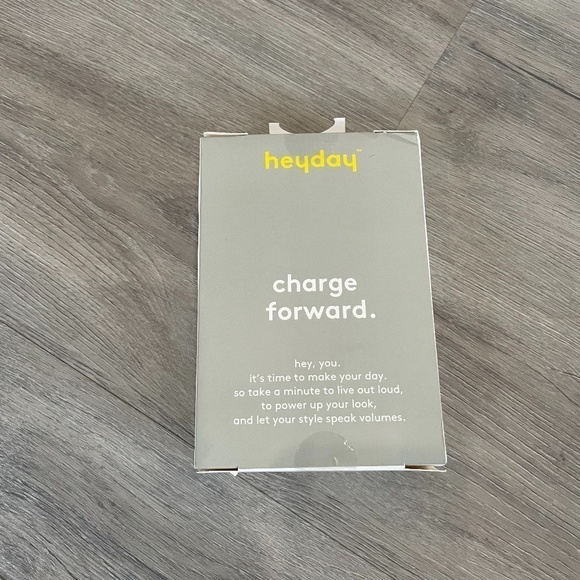 heyday™
charge
forward.
hey, you.
it's time to make your day.
so take a minute to live out loud,
to power up your look,
and let your style speak volumes.